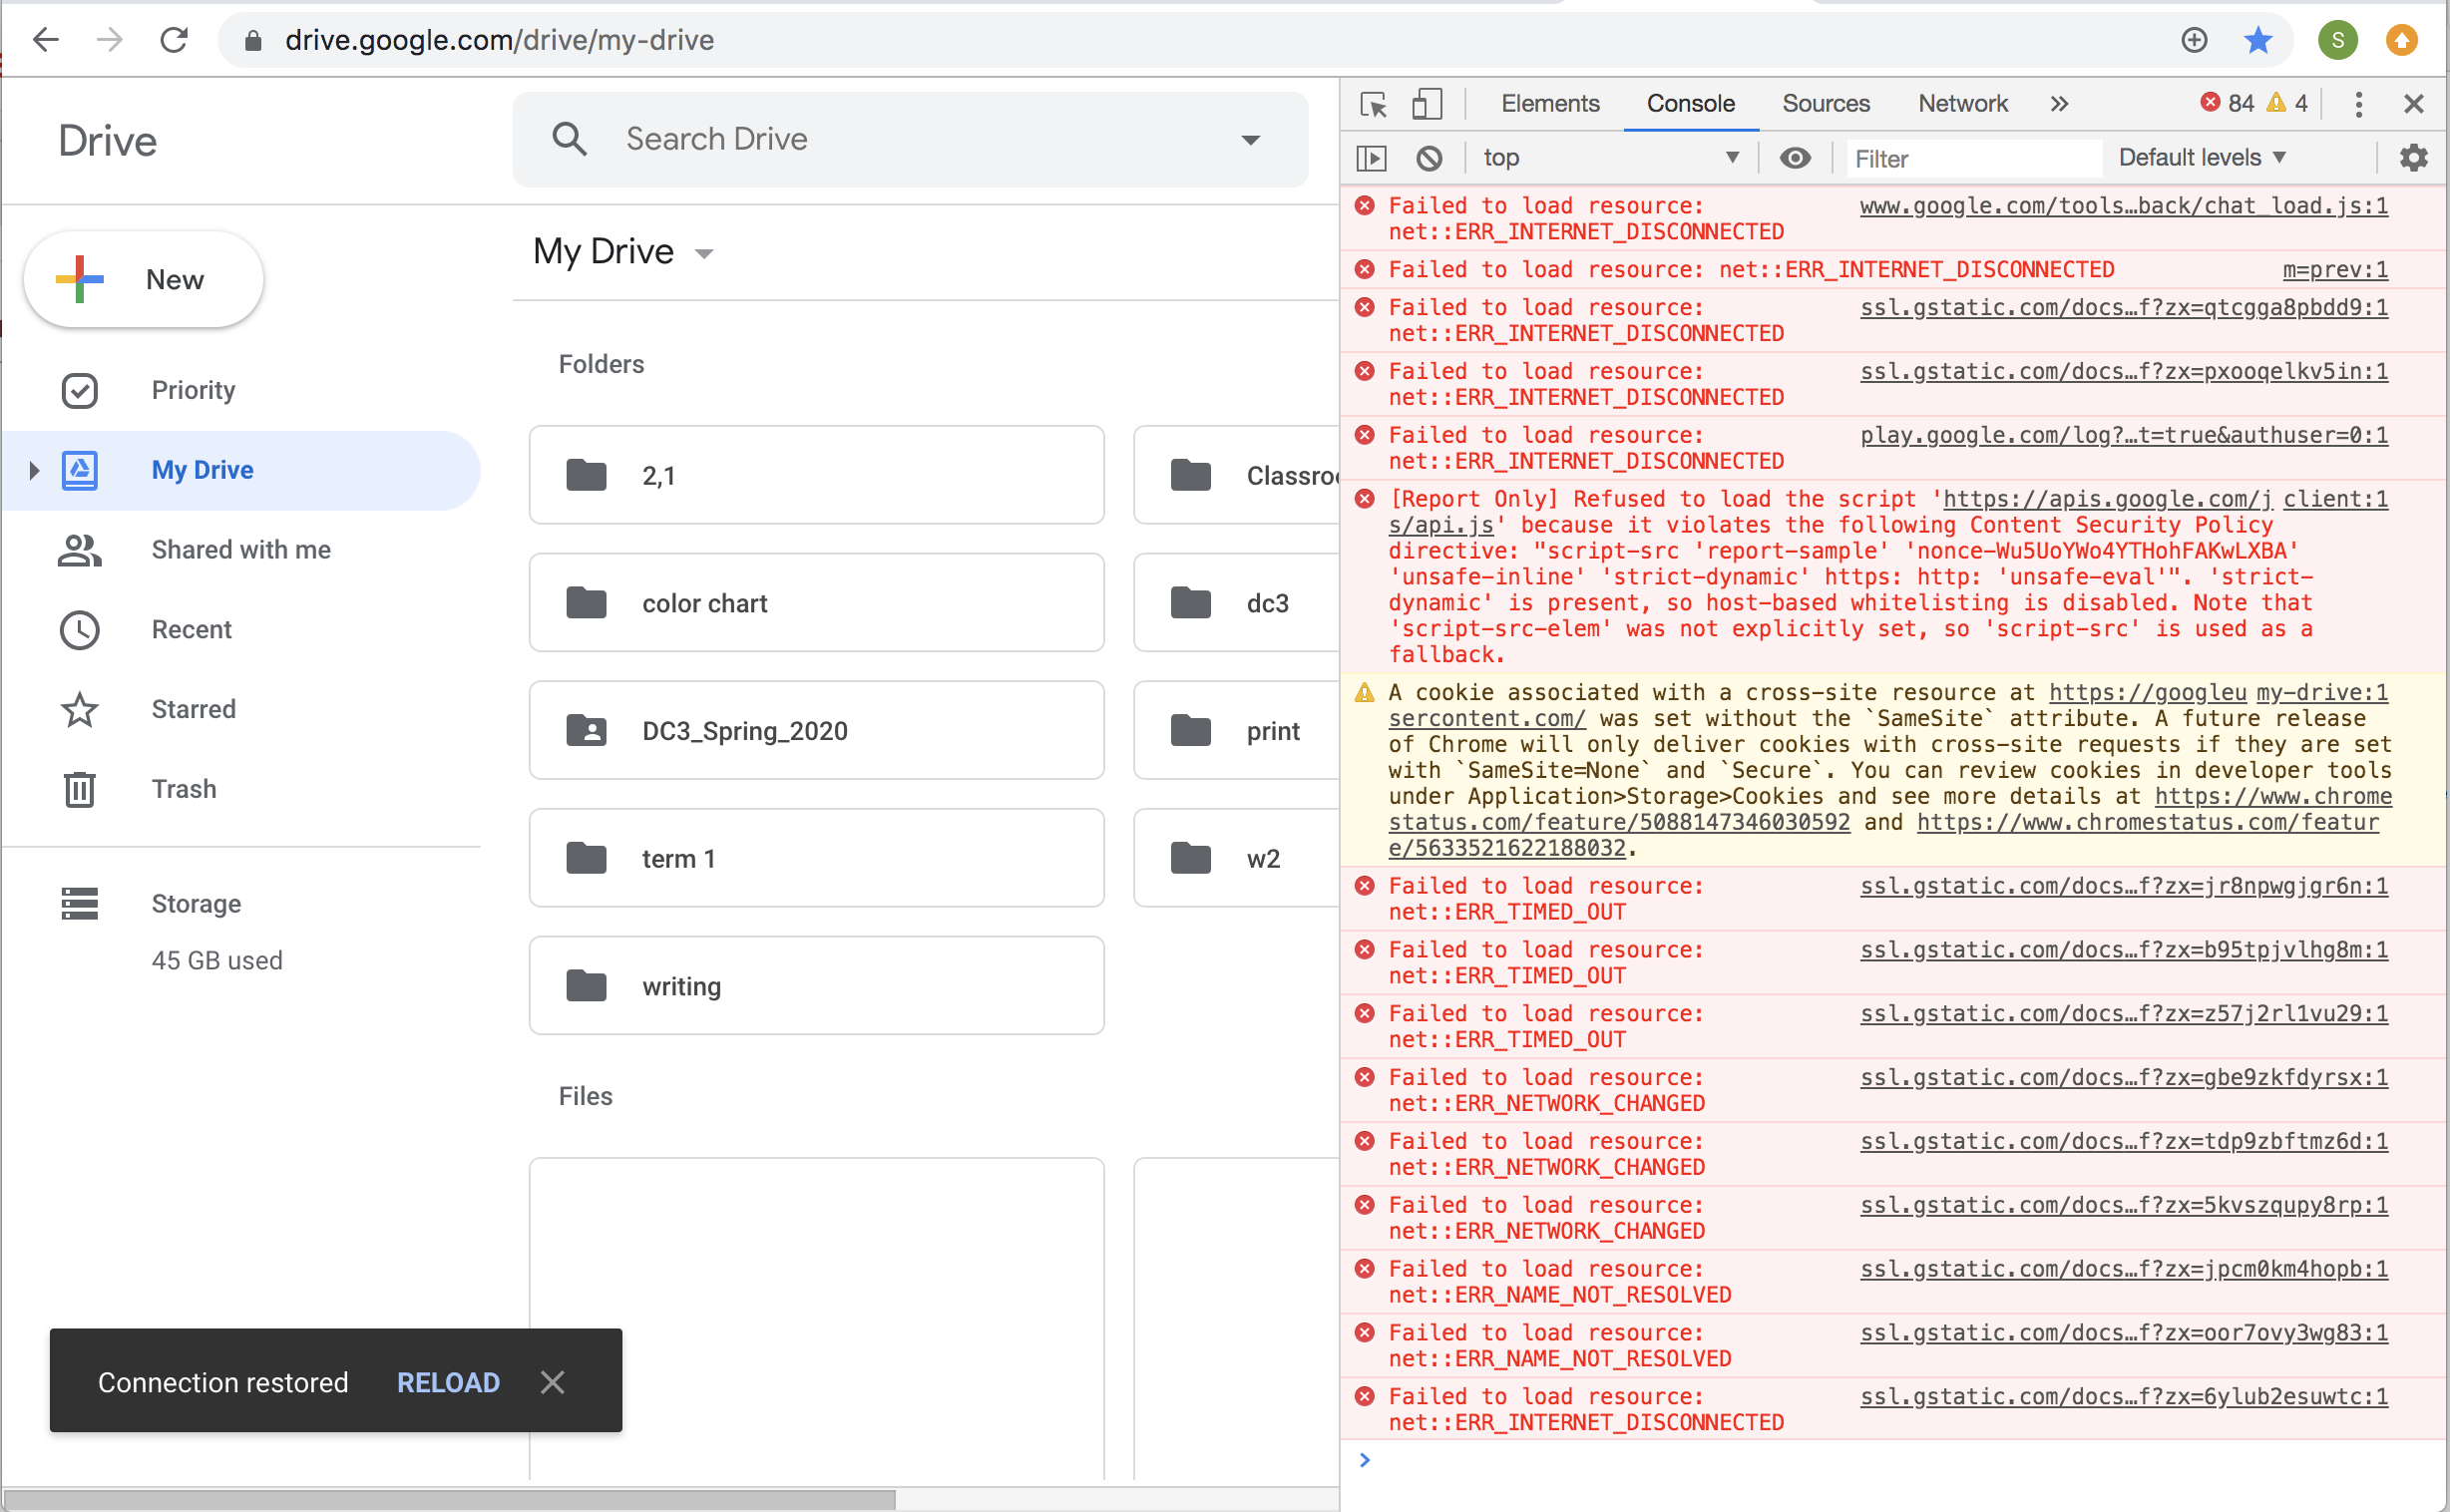 drive.google.com/drive/my-drive
S
Drive
Search Drive
New
Priority
My Drive
Shared with me
Recent
Starred
Trash
Storage
45 GB used
My Drive
Folders
2,1
color chart
dc3
DC3_Spring_2020
print
term 1
w2
writing
Files
Connection restored RELOAD
Elements Console Sources Network » 84 4
top Filter Default levels
Failed to load resource: www.google.com/tools…back/chat_load.js:1
net::ERR_INTERNET_DISCONNECTED
Failed to load resource: net::ERR_INTERNET_DISCONNECTED m=prev:1
Failed to load resource: ssl.gstatic.com/docs…f?zx=qtcgga8pbdd9:1
net::ERR_INTERNET_DISCONNECTED
Failed to load resource: ssl.gstatic.com/docs…f?zx=pxooqelkv5in:1
net::ERR_INTERNET_DISCONNECTED
Failed to load resource: play.google.com/log?…t=true&authuser=0:1
net::ERR_INTERNET_DISCONNECTED
[Report Only] Refused to load the script 'https://apis.google.com/j client:1
s/api.js' because it violates the following Content Security Policy
directive: "script-src 'report-sample' 'nonce-Wu5UoYWo4YTHohFAKwLXBA'
'unsafe-inline' 'strict-dynamic' https: http: 'unsafe-eval'". 'strict-
dynamic' is present, so host-based whitelisting is disabled. Note that
'script-src-elem' was not explicitly set, so 'script-src' is used as a
fallback.
A cookie associated with a cross-site resource at https://googleu my-drive:1
sercontent.com/ was set without the `SameSite` attribute. A future release
of Chrome will only deliver cookies with cross-site requests if they are set
with `SameSite=None` and `Secure`. You can review cookies in developer tools
under Application>Storage>Cookies and see more details at https://www.chrome
status.com/feature/5088147346030592 and https://www.chromestatus.com/featur
e/5633521622188032.
Failed to load resource: ssl.gstatic.com/docs…f?zx=jr8npwgjgr6n:1
net::ERR_TIMED_OUT
Failed to load resource: ssl.gstatic.com/docs…f?zx=b95tpjvlhg8m:1
net::ERR_TIMED_OUT
Failed to load resource: ssl.gstatic.com/docs…f?zx=z57j2rl1vu29:1
net::ERR_TIMED_OUT
Failed to load resource: ssl.gstatic.com/docs…f?zx=gbe9zkfdyrsx:1
net::ERR_NETWORK_CHANGED
Failed to load resource: ssl.gstatic.com/docs…f?zx=tdp9zbftmz6d:1
net::ERR_NETWORK_CHANGED
Failed to load resource: ssl.gstatic.com/docs…f?zx=5kvszqupy8rp:1
net::ERR_NETWORK_CHANGED
Failed to load resource: ssl.gstatic.com/docs…f?zx=jpcm0km4hopb:1
net::ERR_NAME_NOT_RESOLVED
Failed to load resource: ssl.gstatic.com/docs…f?zx=oor7ovy3wg83:1
net::ERR_NAME_NOT_RESOLVED
Failed to load resource: ssl.gstatic.com/docs…f?zx=6ylub2esuwtc:1
net::ERR_INTERNET_DISCONNECTED